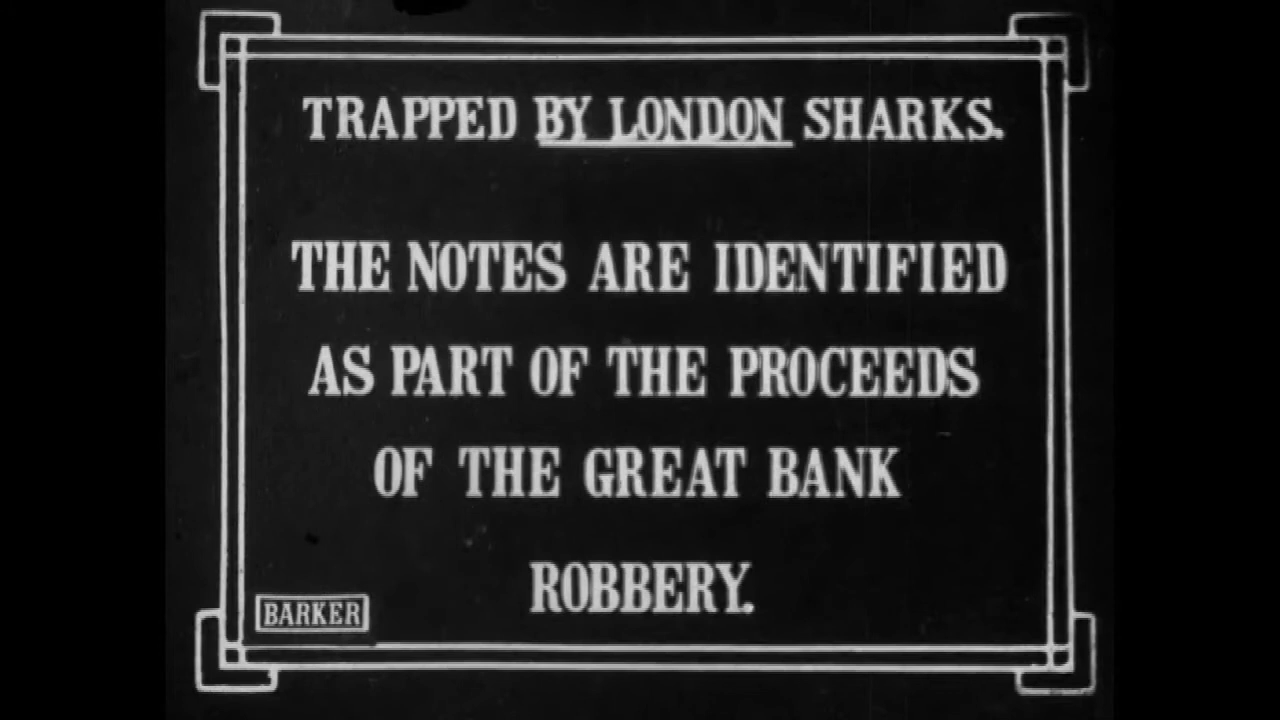 TRAPPED BY LONDON SHARKS.
THE NOTES ARE IDENTIFIED
AS PART OF THE PROCEEDS
OF THE GREAT BANK
ROBBERY.
BARKER